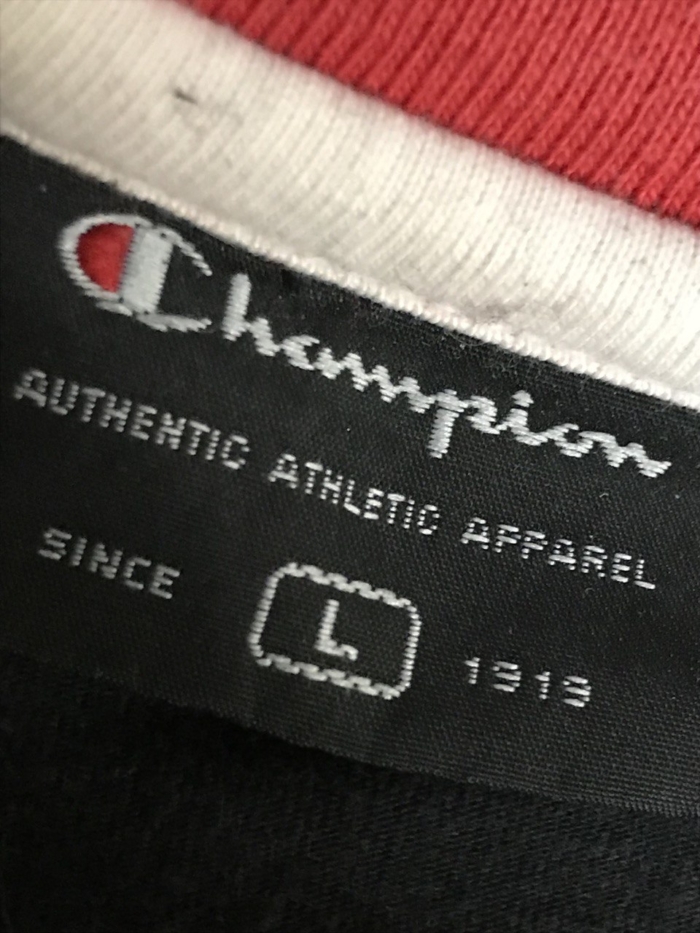 Champion
AUTHENTIC ATHLETIC APPAREL
SINCE L 1919